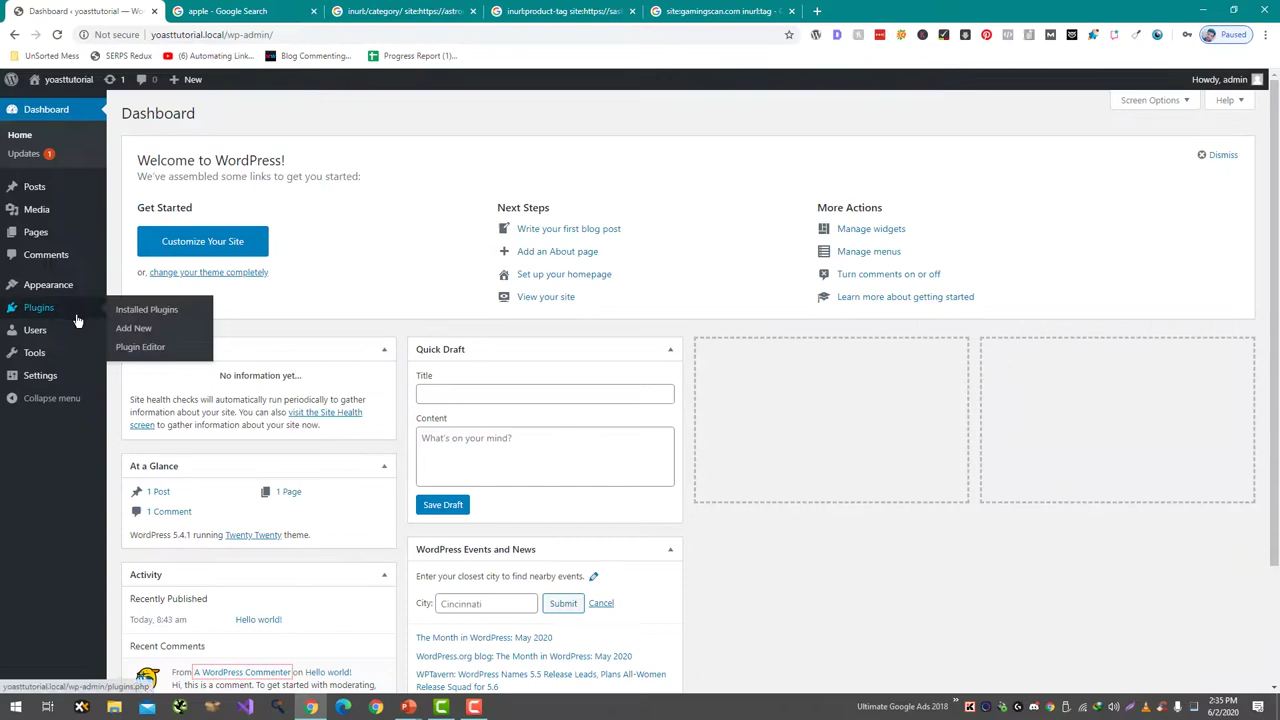 Dashboard ‹ yoasttutorial — Wor
apple - Google Search
inurl:/category/ site:https://astro
inurl:product-tag site:https://sas
site:gamingscan.com inurl:tag - G
Not secure
yoasttutorial.local/wp-admin/
Paused
UnSorted Mess
SERPS Redux
(6) Automating Link...
Blog Commenting...
Progress Report (...
yoasttutorial
1
0
New
Howdy, admin
Dashboard
Home
Updates 1
Posts
Media
Pages
Comments
Appearance
Plugins
Users
Tools
Settings
Collapse menu
Installed Plugins
Add New
Plugin Editor
Screen Options
Help
Dashboard
Welcome to WordPress!
We've assembled some links to get you started:
Dismiss
Get Started
Customize Your Site
or, change your theme completely
Next Steps
Write your first blog post
Add an About page
Set up your homepage
View your site
More Actions
Manage widgets
Manage menus
Turn comments on or off
Learn more about getting started
No information yet...
Site health checks will automatically run periodically to gather
information about your site. You can also visit the Site Health
screen to gather information about your site now.
At a Glance
1 Post
1 Page
1 Comment
WordPress 5.4.1 running Twenty Twenty theme.
Activity
Recently Published
Today, 8:43 am
Hello world!
Recent Comments
From A WordPress Commenter on Hello world!
Hi, this is a comment. To get started with moderating,
Quick Draft
Title
Content
What's on your mind?
Save Draft
WordPress Events and News
Enter your closest city to find nearby events.
City:
Cincinnati
Submit
Cancel
The Month in WordPress: May 2020
WordPress.org blog: The Month in WordPress: May 2020
WPTavern: WordPress Names 5.5 Release Leads, Plans All-Women
Release Squad for 5.6
yoasttutorial.local/wp-admin/plugins.php
Ultimate Google Ads 2018
2:35 PM
6/2/2020